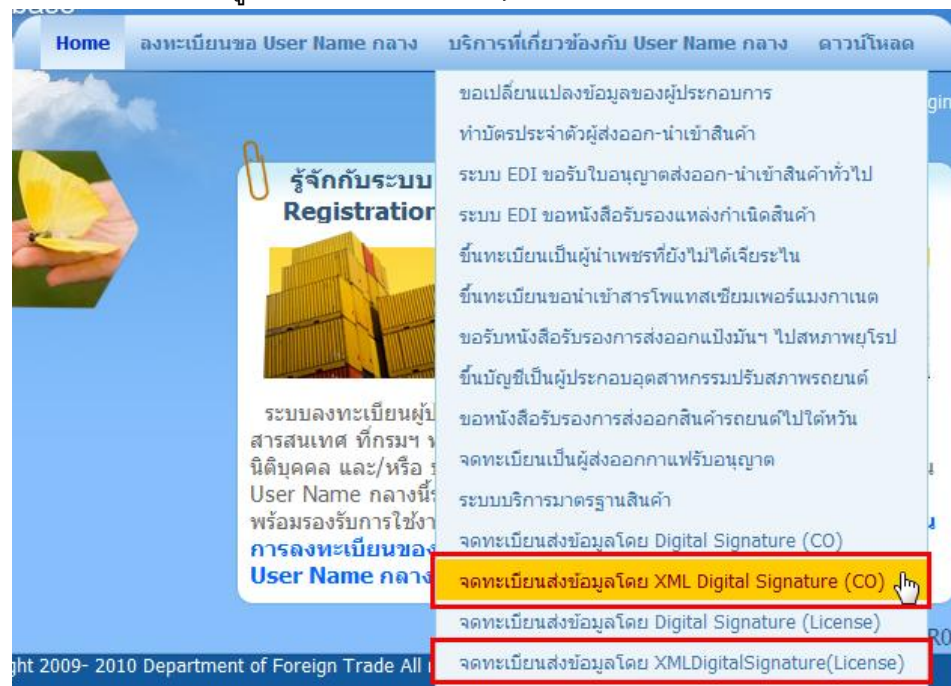 Home ลงทะเบียนขอ User Name กลาง บริการที่เกี่ยวข้องกับ User Name กลาง ดาวน์โหลด
ขอเปลี่ยนแปลงข้อมูลของผู้ประกอบการ
ทำบัตรประจำตัวผู้ส่งออก-นำเข้าสินค้า
ระบบ EDI ขอรับใบอนุญาตส่งออก-นำเข้าสินค้าทั่วไป
ระบบ EDI ขอหนังสือรับรองแหล่งกำเนิดสินค้า
ขึ้นทะเบียนเป็นผู้นำเพชรที่ยังไม่ได้เจียระไน
ขึ้นทะเบียนขอนำเข้าสารโพแทสเซียมเพอร์แมงกาเนต
ขอรับหนังสือรับรองการส่งออกแป้งมันฯ ไปสหภาพยุโรป
ขึ้นบัญชีเป็นผู้ประกอบอุตสาหกรรมปรับสภาพรถยนต์
ขอหนังสือรับรองการส่งออกสินค้ารถยนต์ไปใต้หวัน
จดทะเบียนเป็นผู้ส่งออกกาแฟรับอนุญาต
ระบบบริการมาตรฐานสินค้า
จดทะเบียนส่งข้อมูลโดย Digital Signature (CO)
จดทะเบียนส่งข้อมูลโดย XML Digital Signature (CO)
จดทะเบียนส่งข้อมูลโดย Digital Signature (License)
จดทะเบียนส่งข้อมูลโดย XMLDigitalSignature(License)
รู้จักกับระบบ
Registration
ระบบลงทะเบียนผู้ป
สารสนเทศ ที่กรมฯ
นิติบุคคล และ/หรือ
User Name กลางนี้
พร้อมรองรับการใช้งา
การลงทะเบียนของ
User Name กลาง
ght 2009- 2010 Department of Foreign Trade All